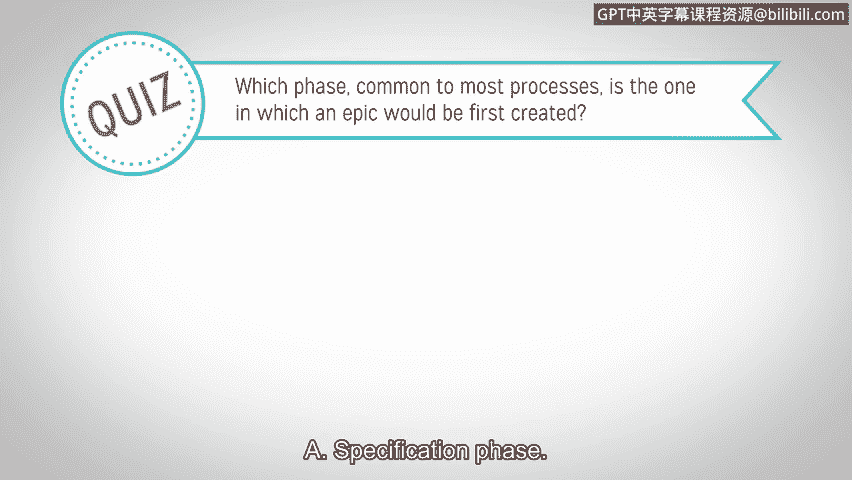 GPT中英字幕课程资源@bilibili.com
QUIZ
Which phase, common to most processes, is the one
in which an epic would be first created?
A. Specification phase.